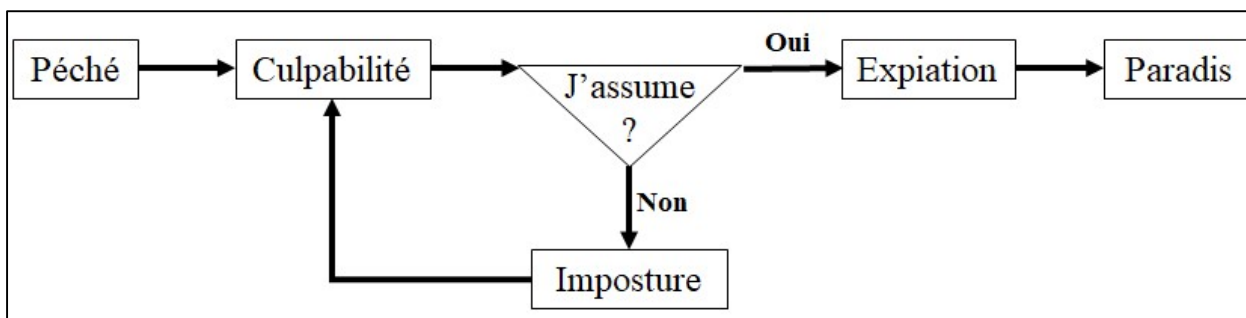 Péché
Culpabilité
J'assume
?
Oui
Expiation
Paradis
Non
Imposture